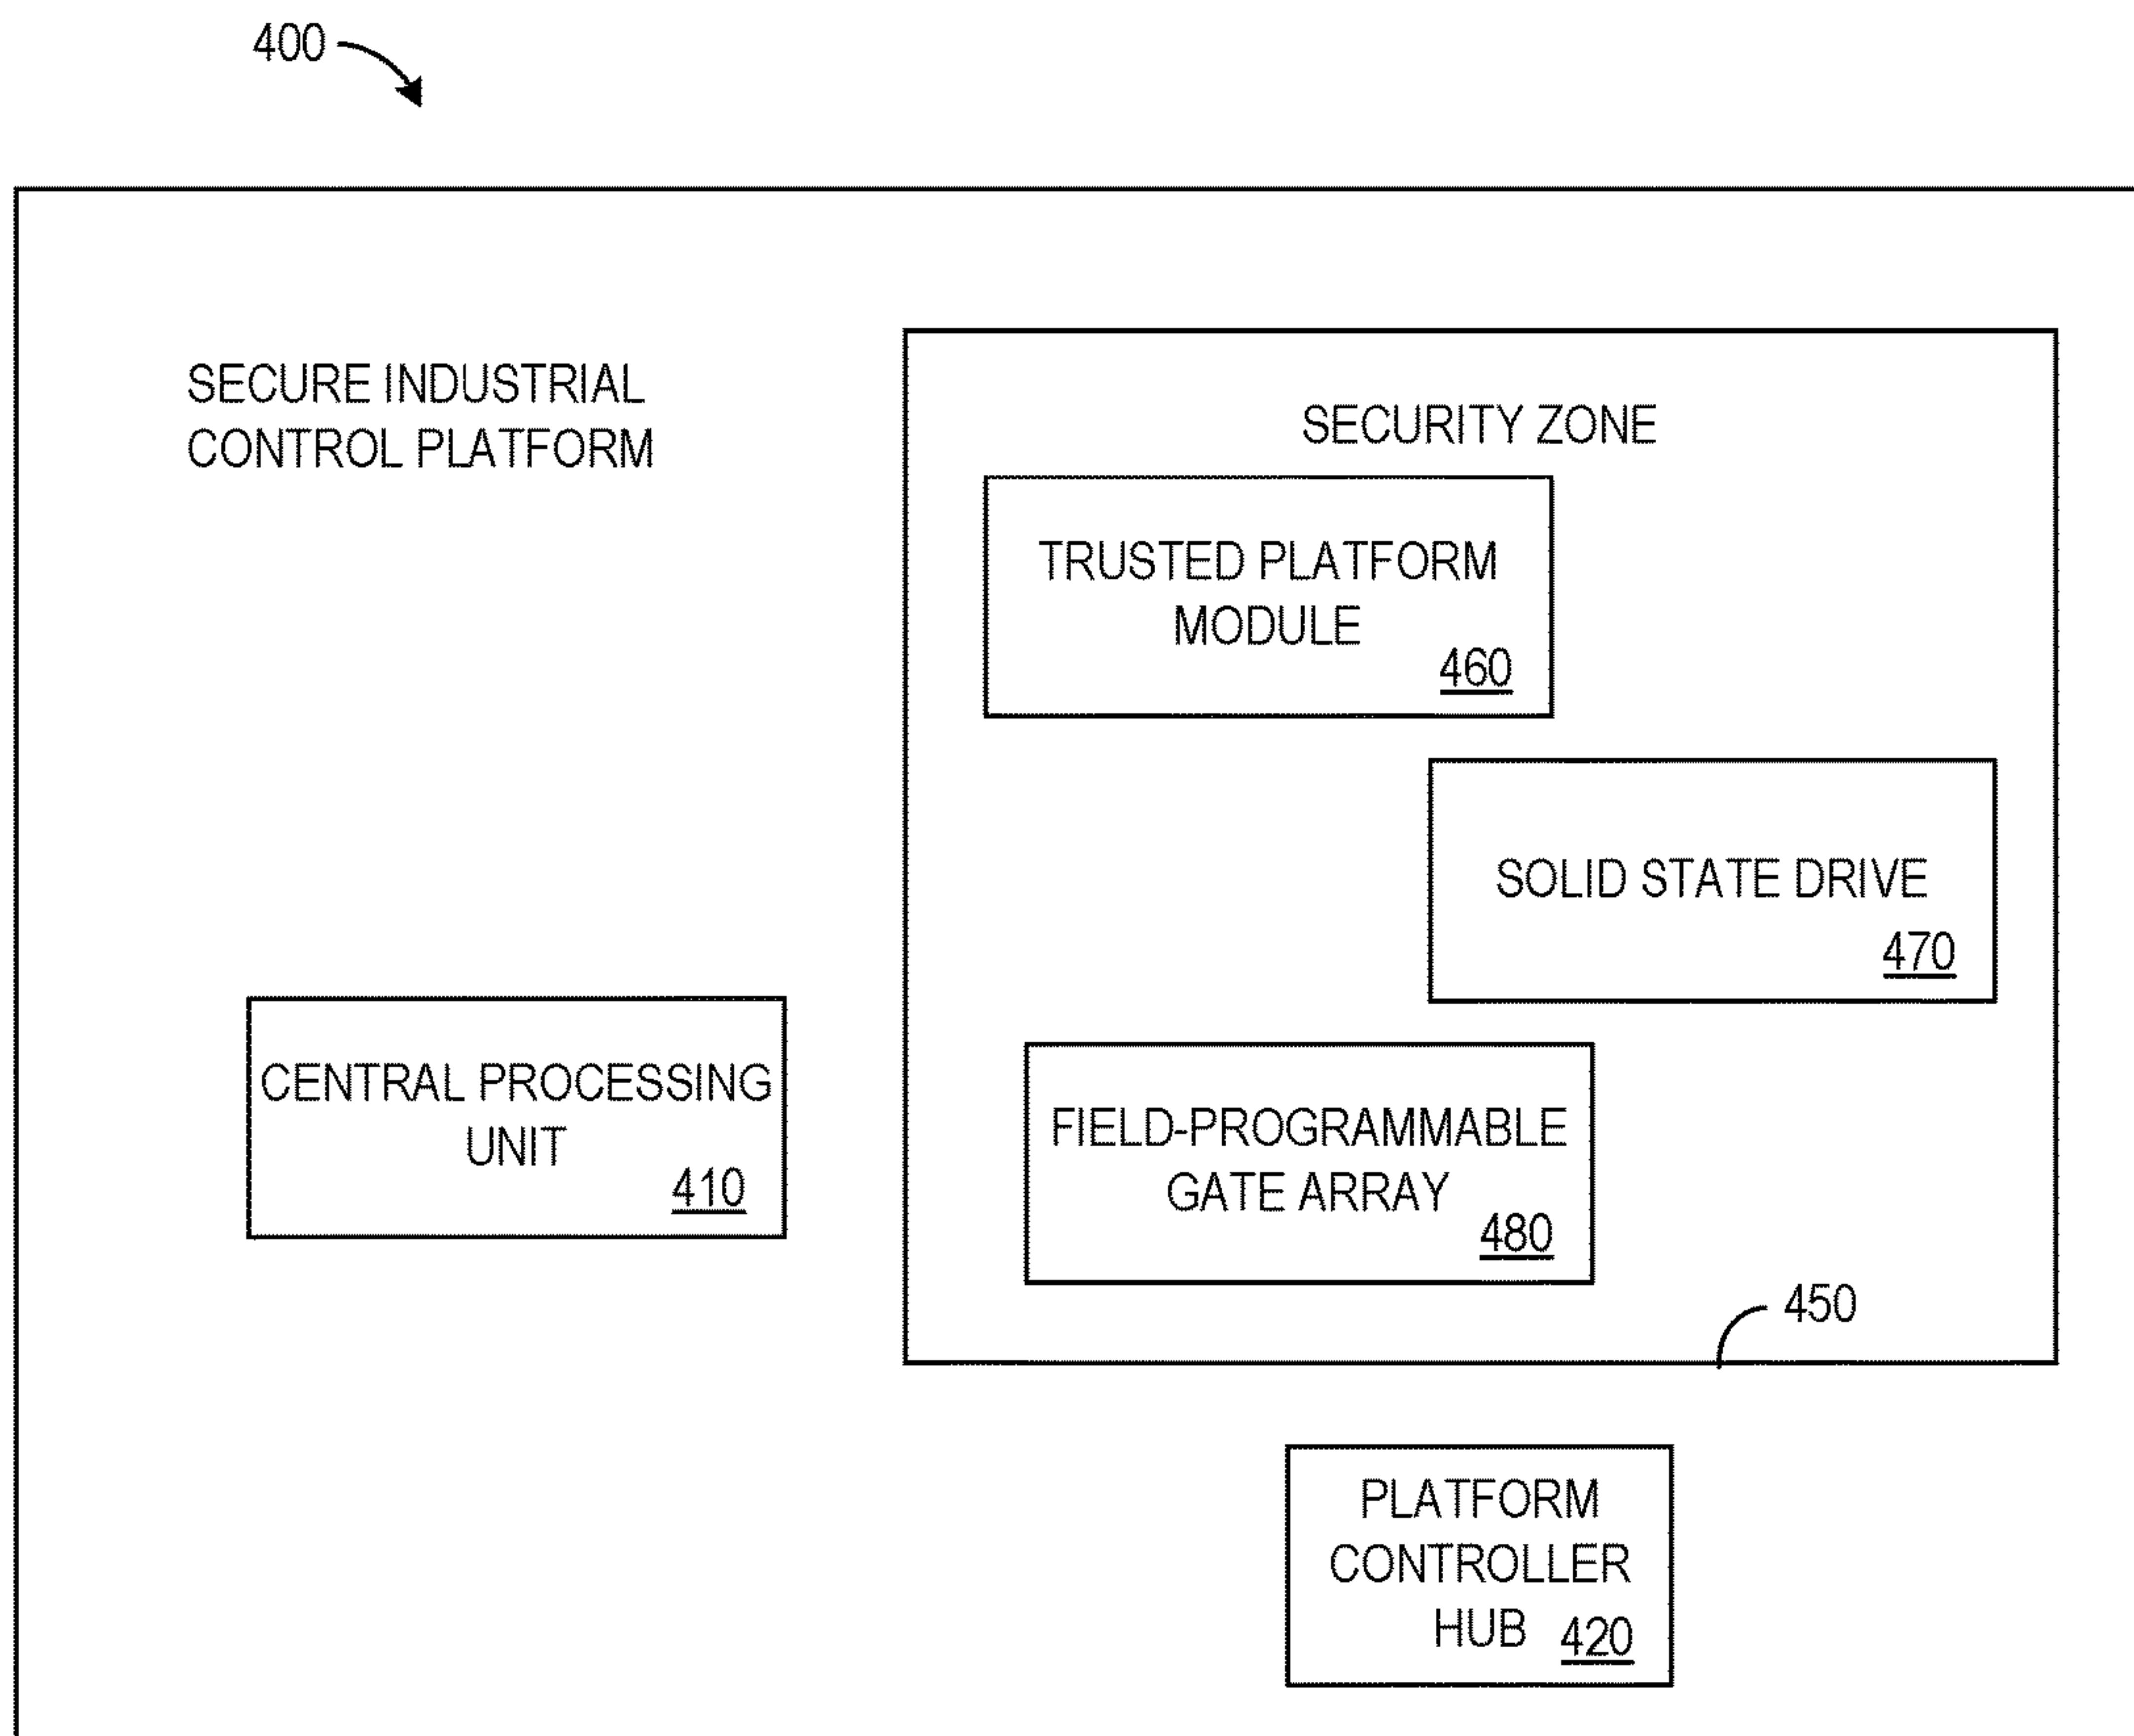 400
SECURE INDUSTRIAL
CONTROL PLATFORM
SECURITY ZONE
TRUSTED PLATFORM
MODULE
460
SOLID STATE DRIVE
470
CENTRAL PROCESSING
UNIT
410
FIELD-PROGRAMMABLE
GATE ARRAY
480
450
PLATFORM
CONTROLLER
HUB 420